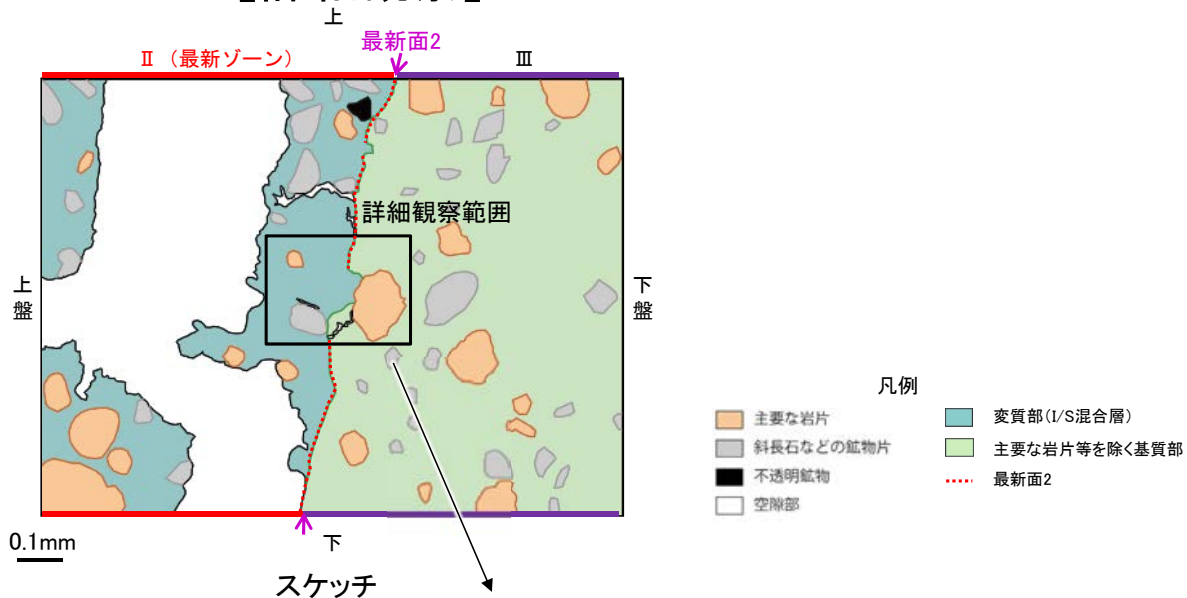 上
最新面2
Ⅱ（最新ゾーン）
Ⅲ
詳細観察範囲
上盤
下盤
0.1mm
下
スケッチ
凡例
主要な岩片
斜長石などの鉱物片
不透明鉱物
空隙部
変質部(I/S混合層)
主要な岩片等を除く基質部
最新面2